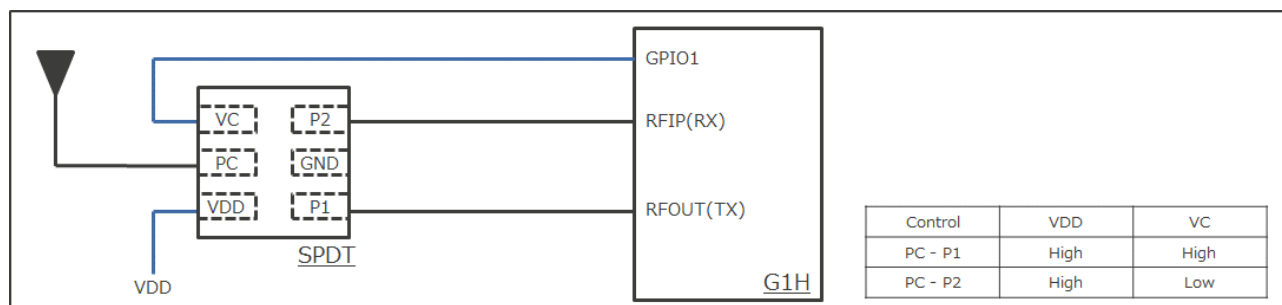 GPIO1
VC P2 RFIP(RX)
PC GND
VDD P1 RFOUT(TX)
SPDT
VDD
G1H
Control VDD VC
PC - P1 High High
PC - P2 High Low